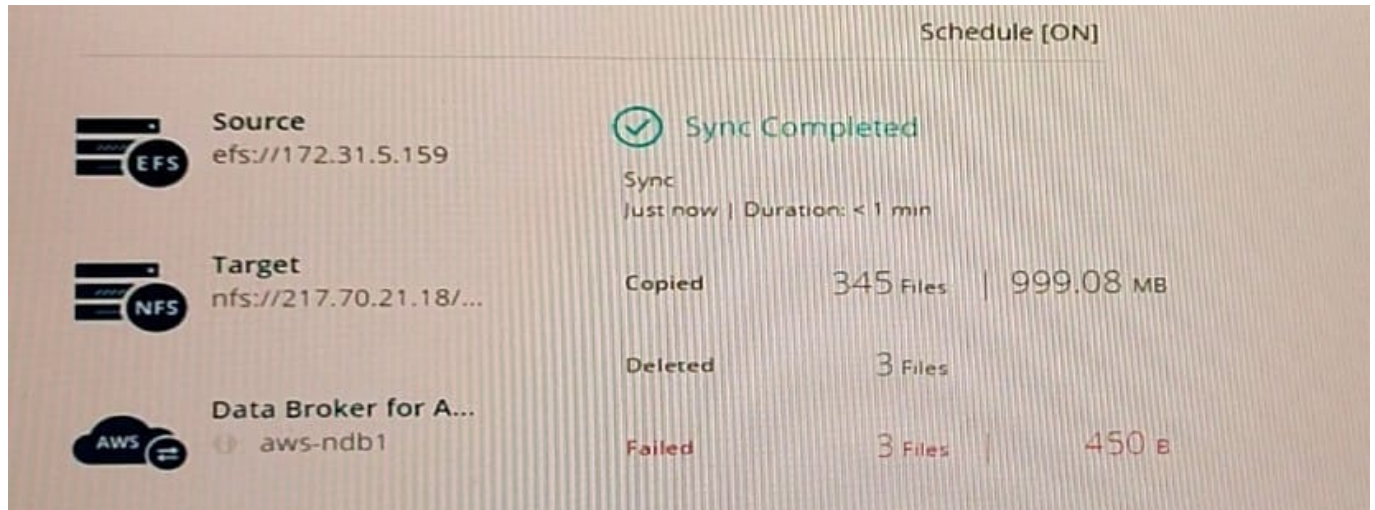 Schedule [ON]
Source
efs://172.31.5.159
EFS
Target
nfs://217.70.21.18/...
NFS
Data Broker for A...
aws-ndb1
AWS
Sync Completed
Sync
Just now | Duration: < 1 min
Copied 345 Files | 999.08 MB
Deleted 3 Files
Failed 3 Files | 450 B